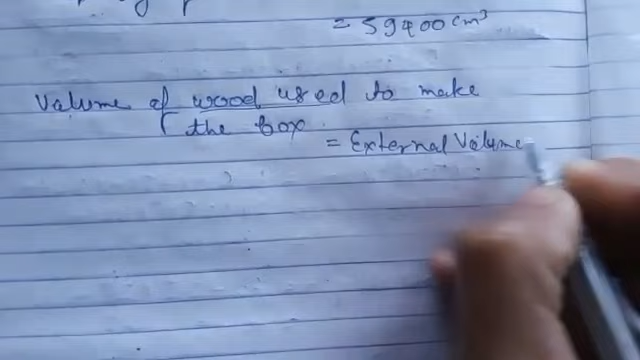 = 59400 cm³
Volume of wood used to make
the box
= External Volume